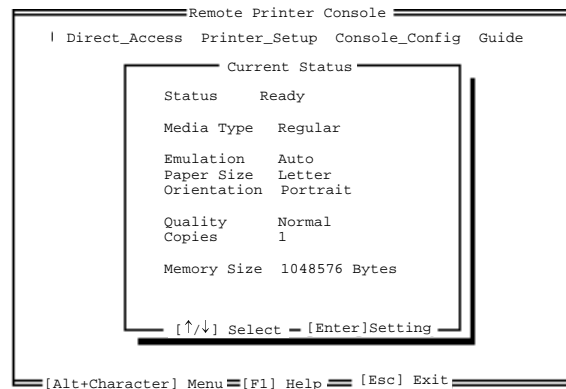 Remote Printer Console
Direct_Access Printer_Setup Console_Config Guide
Current Status
Status Ready
Media Type Regular
Emulation Auto
Paper Size Letter
Orientation Portrait
Quality Normal
Copies 1
Memory Size 1048576 Bytes
[↑/↓] Select [Enter]Setting
[Alt+Character] Menu [F1] Help [Esc] Exit